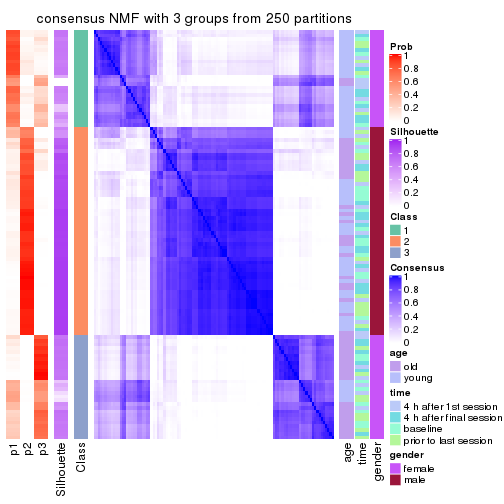 consensus NMF with 3 groups from 250 partitions
Prob
1
0.8
0.6
0.4
0.2
0
Silhouette
1
0.8
0.6
0.4
0.2
0
Class
1
2
3
Consensus
1
0.8
0.6
0.4
0.2
0
age
old
young
time
4 h after 1st session
4 h after final session
baseline
prior to last session
gender
female
male
p1
p2
p3
Silhouette
Class
age
time
gender